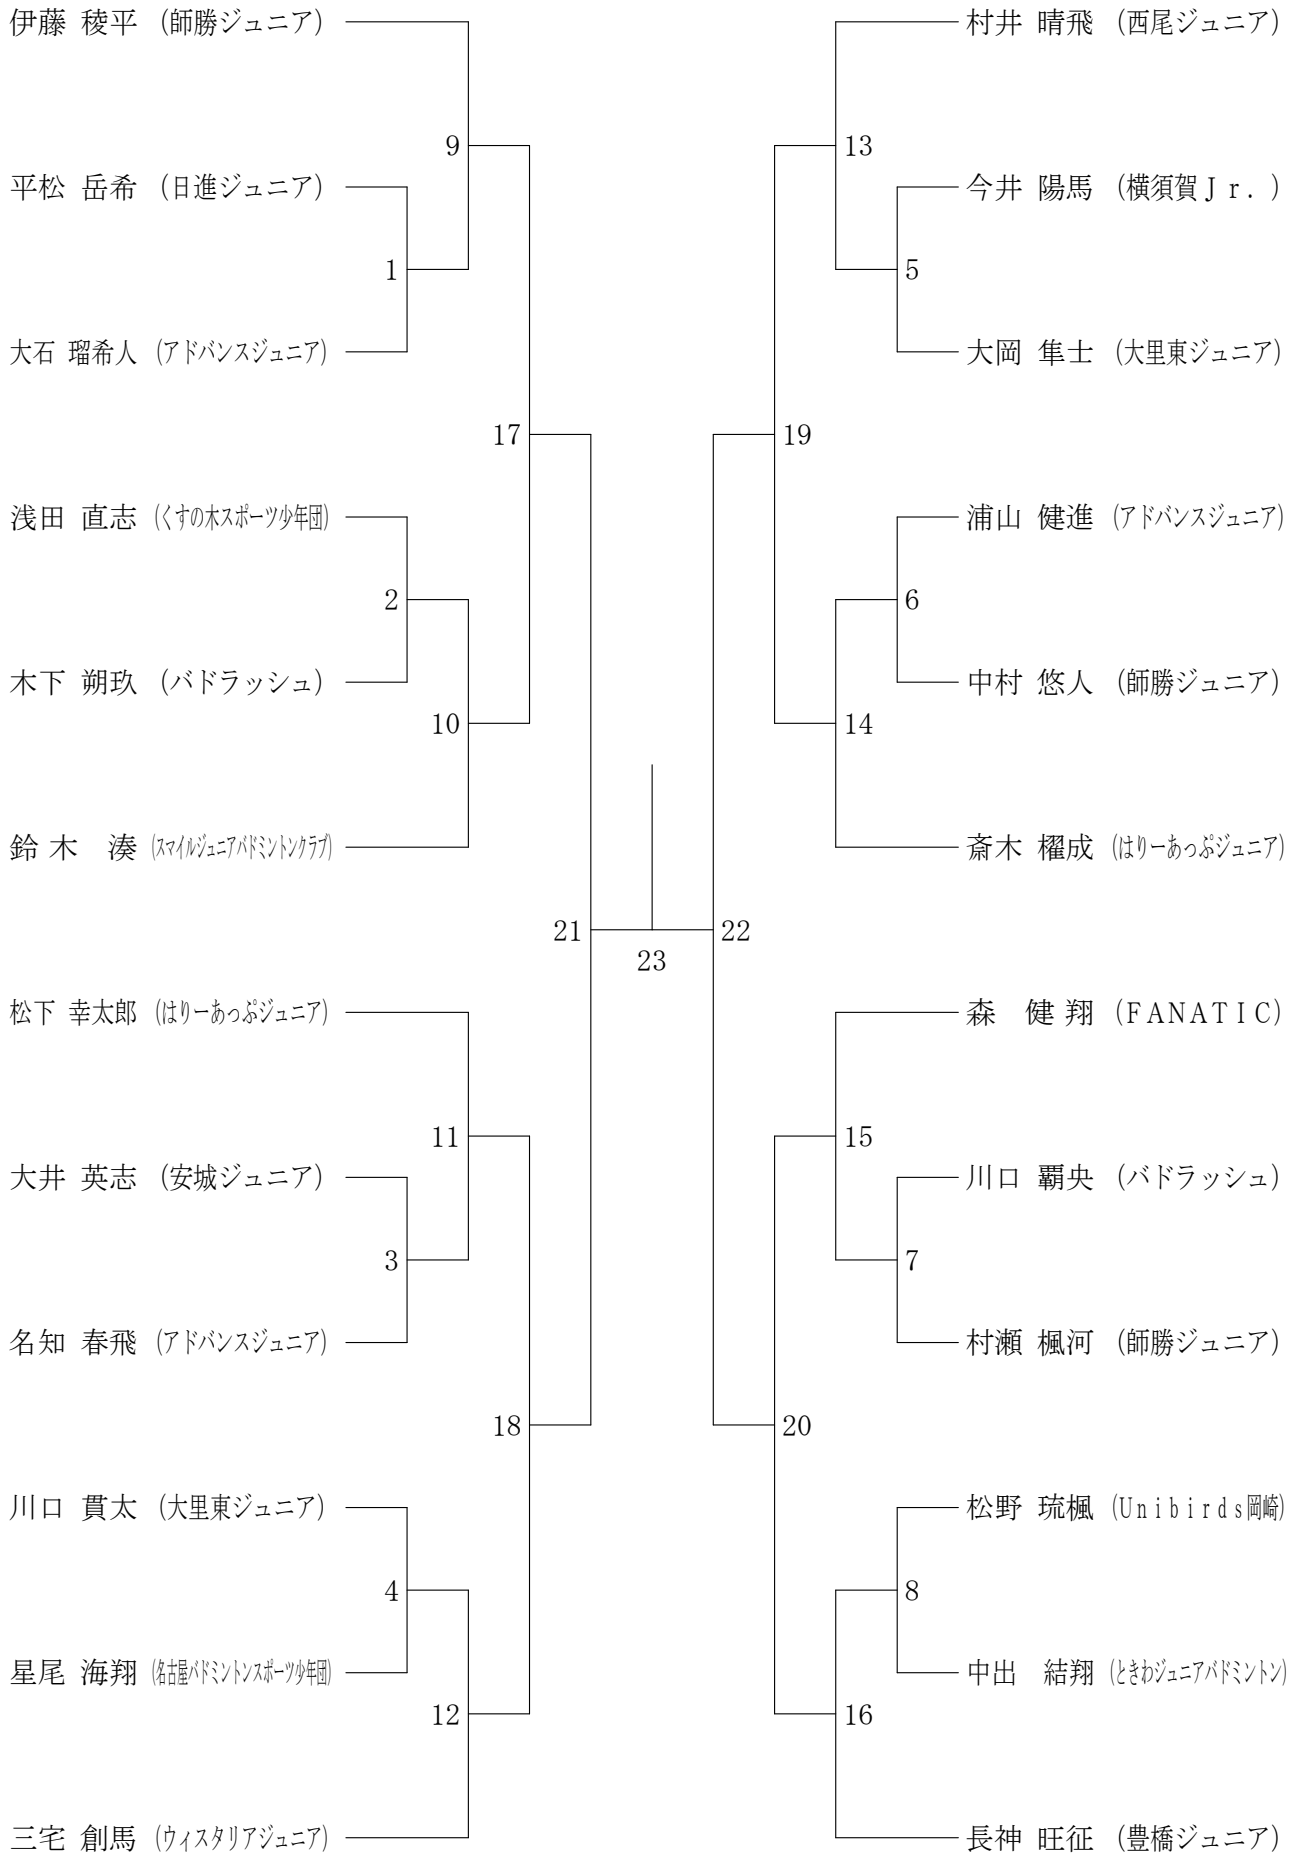 伊藤 稜平 (師勝ジュニア)
9
平松 岳希 (日進ジュニア)
1
大石 瑠希人 (アドバンスジュニア)
17
浅田 直志 (くすの木スポーツ少年団)
2
木下 朔玖 (バドラッシュ)
10
鈴木 湊 (スマイルジュニアバドミントンクラブ)
21
松下 幸太郎 (はりーあっぷジュニア)
11
大井 英志 (安城ジュニア)
3
名知 春飛 (アドバンスジュニア)
18
川口 貫太 (大里東ジュニア)
4
星尾 海翔 (名古屋バドミントンスポーツ少年団)
12
三宅 創馬 (ウィスタリアジュニア)
23
村井 晴飛 (西尾ジュニア)
13
今井 陽馬 (横須賀Ｊｒ．)
5
大岡 隼士 (大里東ジュニア)
19
浦山 健進 (アドバンスジュニア)
6
中村 悠人 (師勝ジュニア)
14
斎木 櫂成 (はりーあっぷジュニア)
22
森 健翔 (ＦＡＮＡＴＩＣ)
15
川口 覇央 (バドラッシュ)
7
村瀬 楓河 (師勝ジュニア)
20
松野 琉楓 (Ｕｎｉｂｉｒｄｓ岡崎)
8
中出 結翔 (ときわジュニアバドミントン)
16
長神 旺征 (豊橋ジュニア)